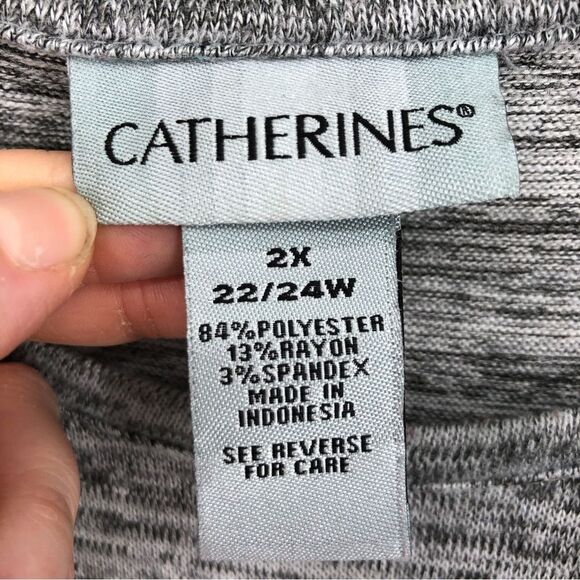 CATHERINES®
2X
22/24W
84%POLYESTER
13%RAYON
3%SPANDEX
MADE IN
INDONESIA
SEE REVERSE
FOR CARE